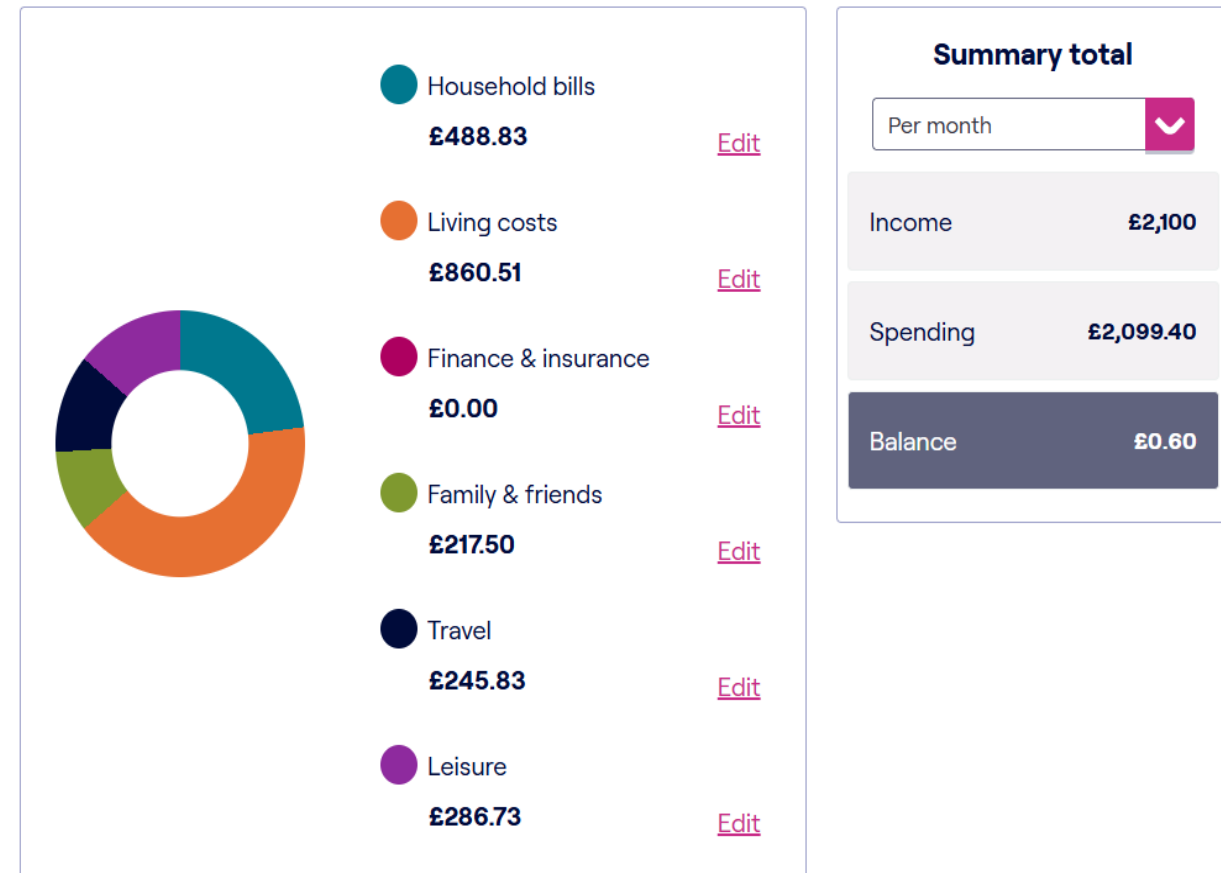 Household bills
£488.83
Edit
Living costs
£860.51
Edit
Finance & insurance
£0.00
Edit
Family & friends
£217.50
Edit
Travel
£245.83
Edit
Leisure
£286.73
Edit
Summary total
Per month
Income £2,100
Spending £2,099.40
Balance £0.60